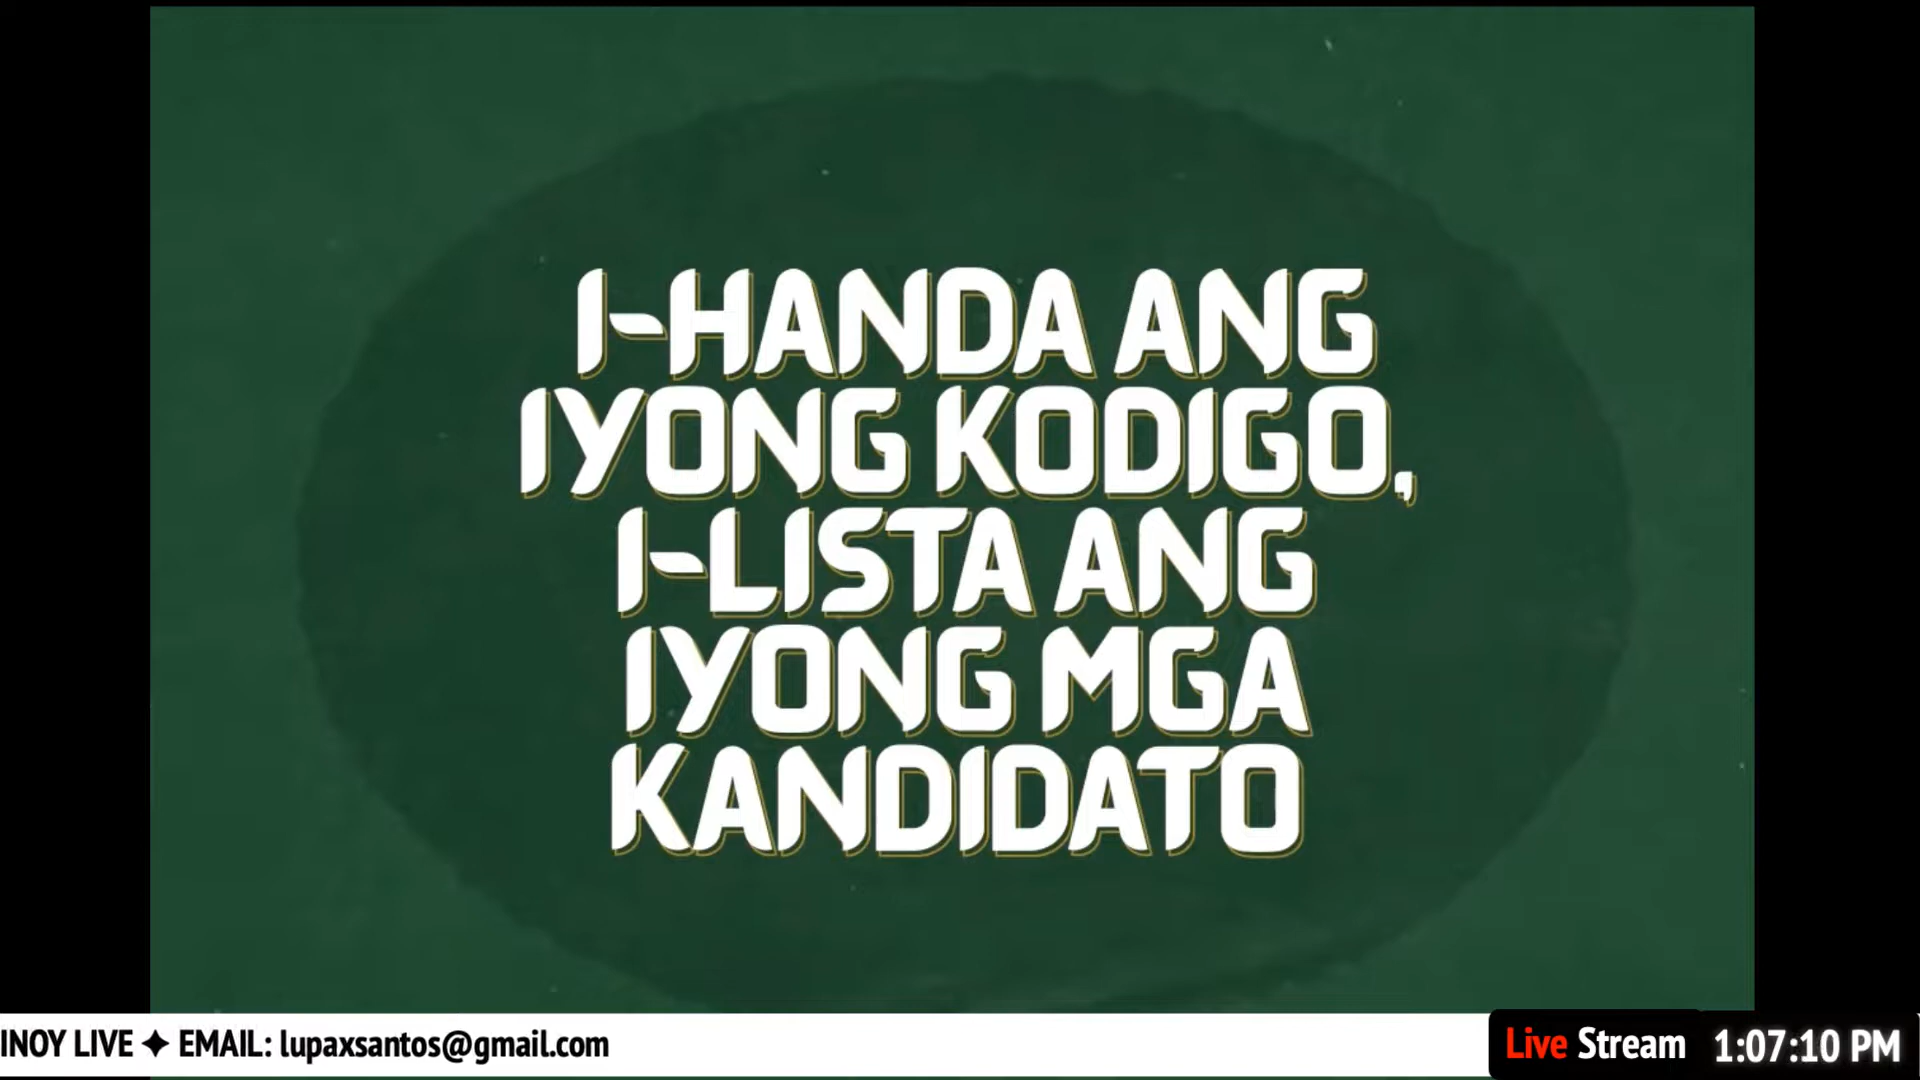 I-HANDA ANG
IYONG KODIGO,
I-LISTA ANG
IYONG MGA
KANDIDATO
INOY LIVE ✦ EMAIL: lupaxsantos@gmail.com
Live Stream 1:07:10 PM